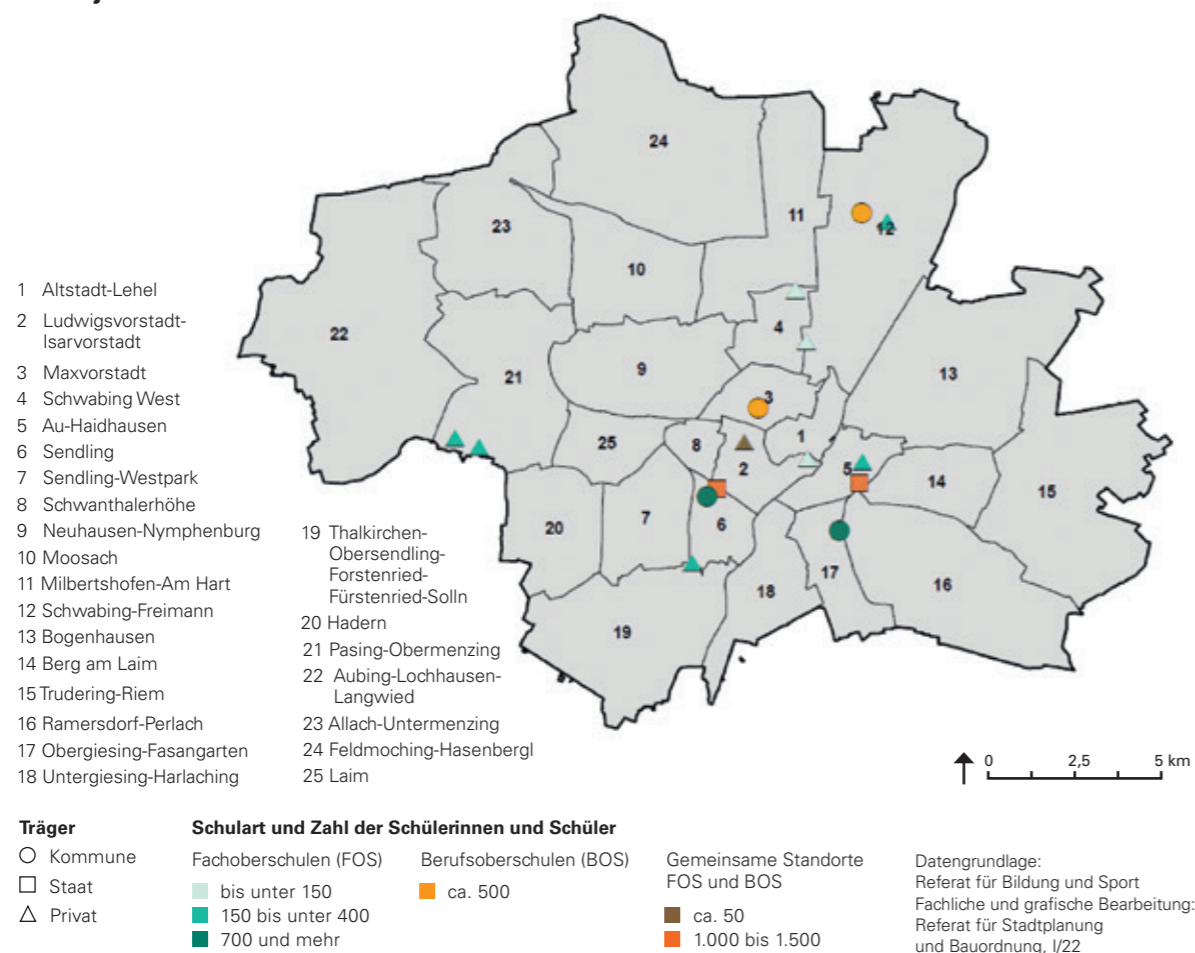 24
11
12
23
10
22
4
9
13
21
3
25
8
1
2
5
14
15
20
7
6
17
18
16
19
1 Altstadt-Lehel
2 Ludwigsvorstadt-
Isarvorstadt
3 Maxvorstadt
4 Schwabing West
5 Au-Haidhausen
6 Sendling
7 Sendling-Westpark
8 Schwanthalerhöhe
9 Neuhausen-Nymphenburg
10 Moosach
11 Milbertshofen-Am Hart
12 Schwabing-Freimann
13 Bogenhausen
14 Berg am Laim
15 Trudering-Riem
16 Ramersdorf-Perlach
17 Obergiesing-Fasangarten
18 Untergiesing-Harlaching
19 Thalkirchen-
Obersendling-
Forstenried-
Fürstenried-Solln
20 Hadern
21 Pasing-Obermenzing
22 Aubing-Lochhausen-
Langwied
23 Allach-Untermenzing
24 Feldmoching-Hasenbergl
25 Laim
0 2,5 5 km
Träger
Kommune
Staat
Privat
Schulart und Zahl der Schülerinnen und Schüler
Fachoberschulen (FOS)
bis unter 150
150 bis unter 400
700 und mehr
Berufsoberschulen (BOS)
ca. 500
Gemeinsame Standorte
FOS und BOS
ca. 50
1.000 bis 1.500
Datengrundlage:
Referat für Bildung und Sport
Fachliche und grafische Bearbeitung:
Referat für Stadtplanung
und Bauordnung, I/22